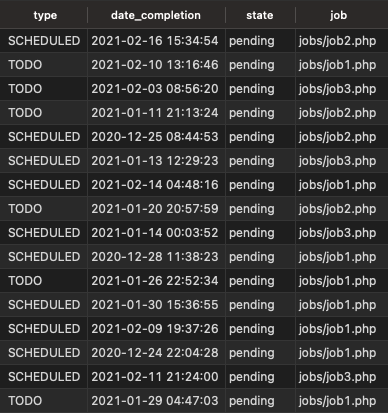 type date_completion state job
SCHEDULED 2021-02-16 15:34:54 pending jobs/job2.php
TODO 2021-02-10 13:16:46 pending jobs/job1.php
TODO 2021-02-03 08:56:20 pending jobs/job3.php
TODO 2021-01-11 21:13:24 pending jobs/job2.php
SCHEDULED 2020-12-25 08:44:53 pending jobs/job2.php
SCHEDULED 2021-01-13 12:29:23 pending jobs/job3.php
SCHEDULED 2021-02-14 04:48:16 pending jobs/job1.php
TODO 2021-01-20 20:57:59 pending jobs/job2.php
SCHEDULED 2021-01-14 00:03:52 pending jobs/job3.php
SCHEDULED 2020-12-28 11:38:23 pending jobs/job1.php
TODO 2021-01-26 22:52:34 pending jobs/job1.php
SCHEDULED 2021-01-30 15:36:55 pending jobs/job1.php
SCHEDULED 2021-02-09 19:37:26 pending jobs/job1.php
SCHEDULED 2020-12-24 22:04:28 pending jobs/job1.php
SCHEDULED 2021-02-11 21:24:00 pending jobs/job3.php
TODO 2021-01-29 04:47:03 pending jobs/job1.php